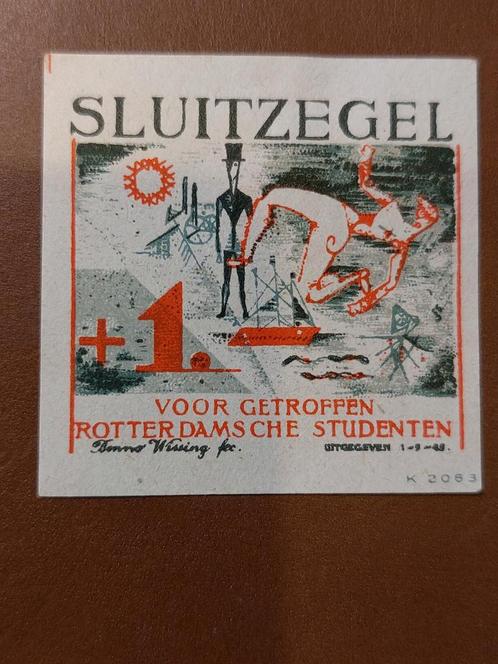 SLUITZEGEL
+1.
VOOR GETROFFEN
ROTTERDAMSCHE STUDENTEN
Benno Wissing fec. UITGEGEVEN 1-9-45.
K 2063